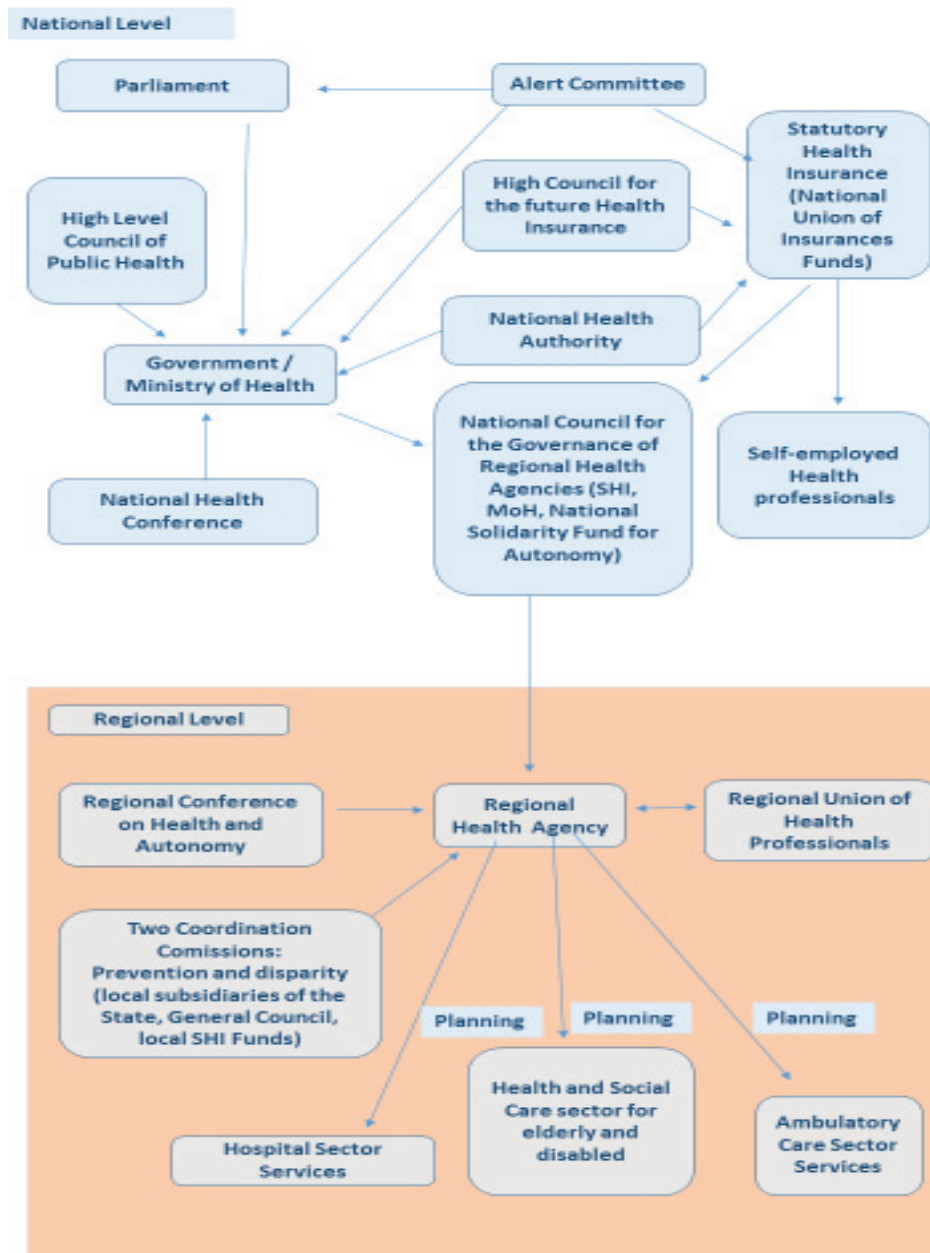 National Level
Parliament
Alert Committee
Statutory
Health
Insurance
(National
Union of
Insurances
Funds)
High Council for
the future Health
Insurance
High Level
Council of
Public Health
National Health
Authority
Government /
Ministry of Health
National Council for
the Governance of
Regional Health
Agencies (SHI,
MoH, National
Solidarity Fund for
Autonomy)
Self-employed
Health
professionals
National Health
Conference
Regional Level
Regional Conference
on Health and
Autonomy
Regional
Health Agency
Regional Union of
Health
Professionals
Two Coordination
Comissions:
Prevention and disparity
(local subsidiaries of the
State, General Council,
local SHI Funds)
Planning
Planning
Planning
Hospital Sector
Services
Health and Social
Care sector for
elderly and
disabled
Ambulatory
Care Sector
Services